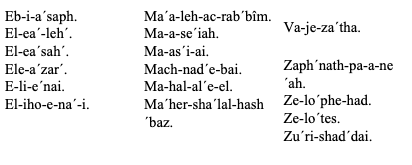 Eb-i-a´saph.
El-ea´-leh´.
El-ea´sah´.
Ele-a´zar´.
E-li-e´nai.
El-iho-e-na´-i.
Ma´a-leh-ac-rab´bîm.
Ma-a-se´iah.
Ma-as´i-ai.
Mach-nad´e-bai.
Ma-hal-al´e-el.
Ma´her-sha´lal-hash
´baz.
Va-je-za´tha.
Zaph´nath-pa-a-ne
´ah.
Ze-lo´phe-had.
Ze-lo´tes.
Zu´ri-shad´dai.